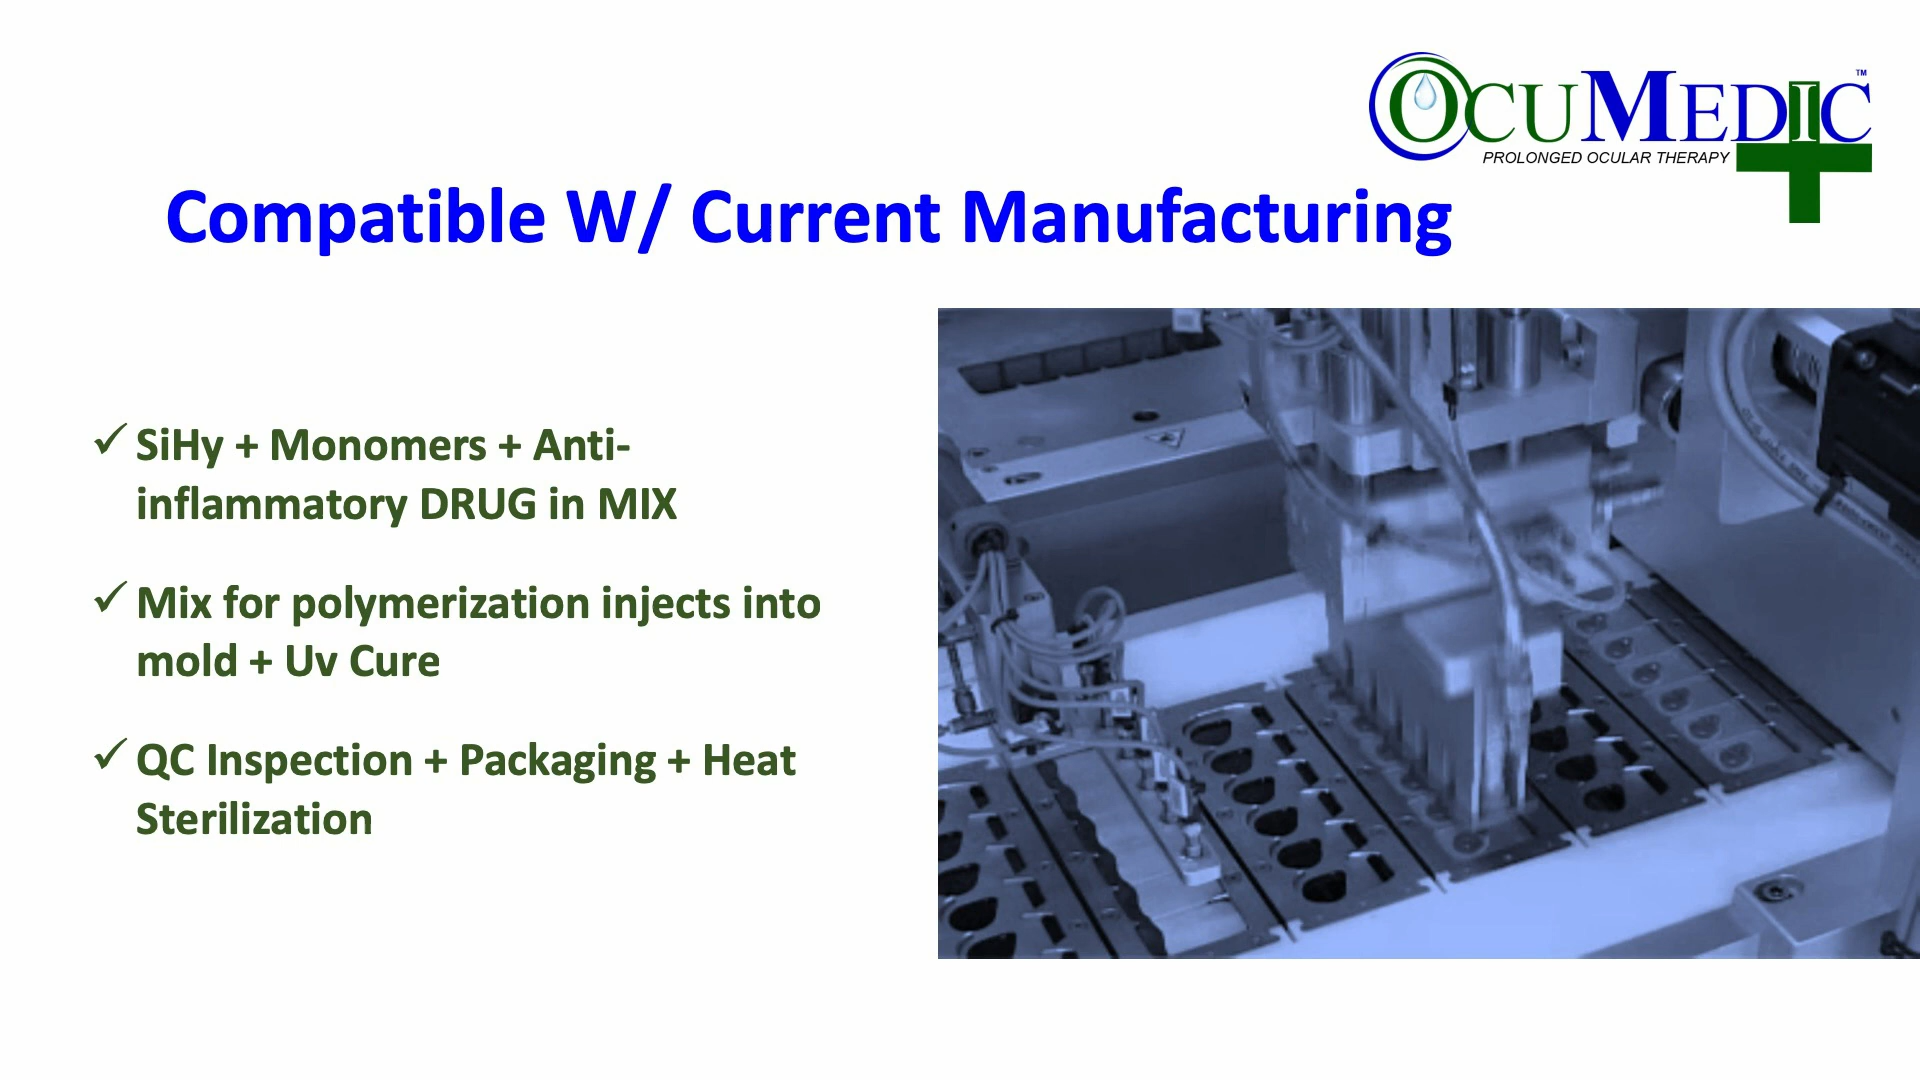 OCUMEDIC™
PROLONGED OCULAR THERAPY
Compatible W/ Current Manufacturing
✓ SiHy + Monomers + Anti-
inflammatory DRUG in MIX
✓ Mix for polymerization injects into
mold + Uv Cure
✓ QC Inspection + Packaging + Heat
Sterilization